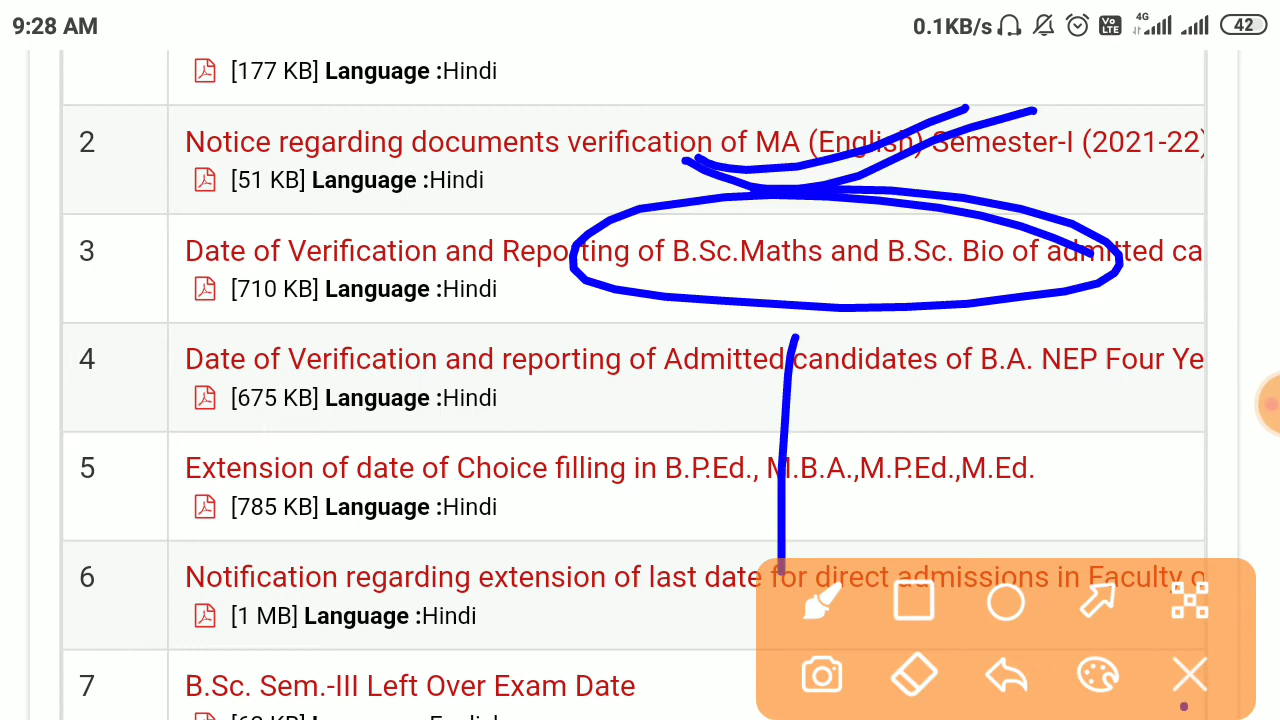 9:28 AM 0.1KB/s Vo LTE 4G 42
[177 KB] Language :Hindi
2 Notice regarding documents verification of MA (English) Semester-I (2021-22)
[51 KB] Language :Hindi
3 Date of Verification and Reporting of B.Sc.Maths and B.Sc. Bio of admitted ca
[710 KB] Language :Hindi
4 Date of Verification and reporting of Admitted candidates of B.A. NEP Four Ye
[675 KB] Language :Hindi
5 Extension of date of Choice filling in B.P.Ed., M.B.A.,M.P.Ed.,M.Ed.
[785 KB] Language :Hindi
6 Notification regarding extension of last date for direct admissions in Faculty o
[1 MB] Language :Hindi
7 B.Sc. Sem.-III Left Over Exam Date